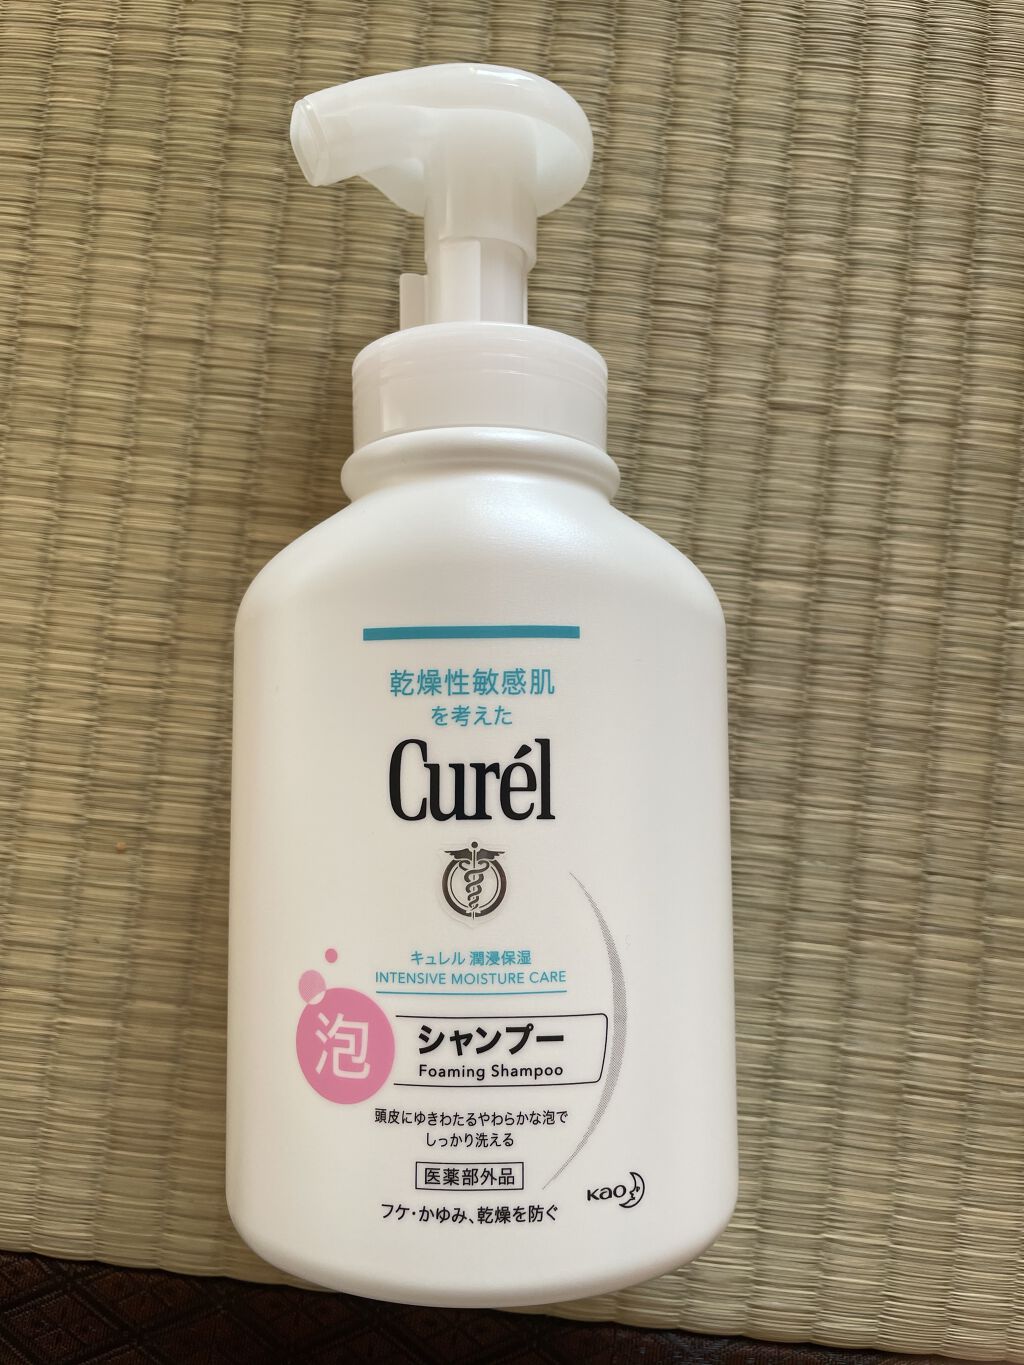 乾燥性敏感肌
を考えた
Curél
キュレル 潤浸保湿
INTENSIVE MOISTURE CARE
泡
シャンプー
Foaming Shampoo
頭皮にゆきわたるやわらかな泡で
しっかり洗える
医薬部外品
フケ・かゆみ、乾燥を防ぐ
Kao